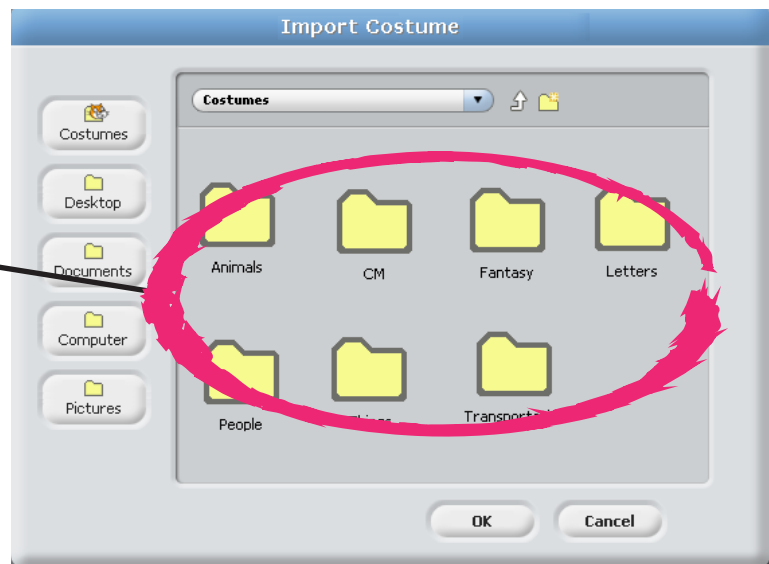 Import Costume
Costumes
Costumes
Desktop
Documents
Computer
Pictures
Animals
CM
Fantasy
Letters
People
OK
Cancel